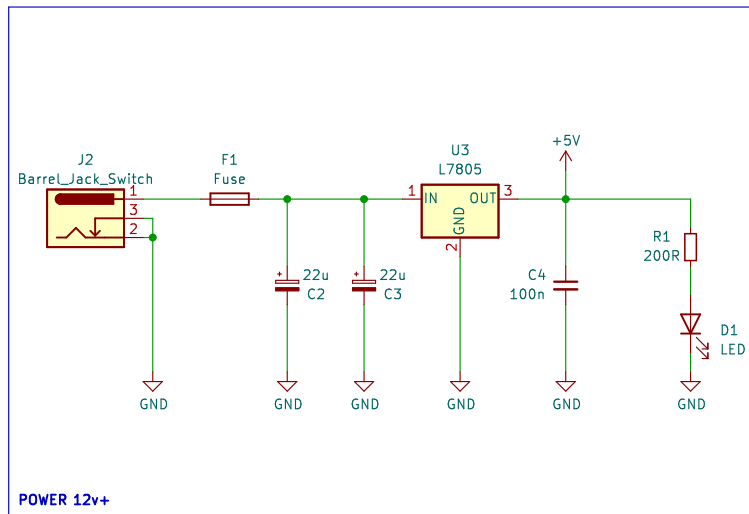 J2
Barrel_Jack_Switch
1
3
2
F1
Fuse
22u
C2
22u
C3
U3
L7805
1
IN
OUT
3
GND
2
+5V
C4
100n
R1
200R
D1
LED
GND
GND
GND
GND
GND
GND
POWER 12v+